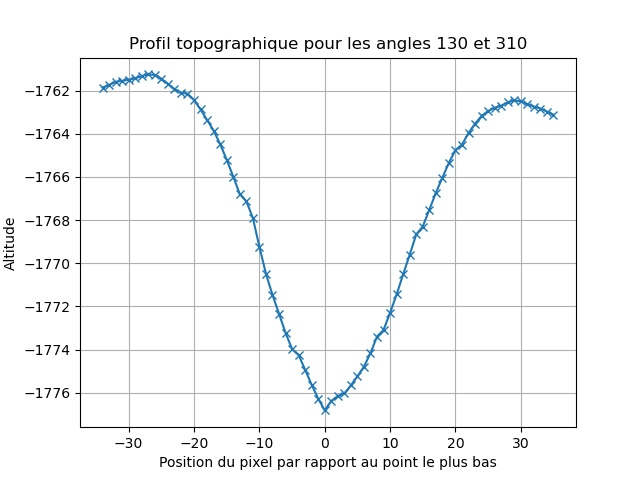 Profil topographique pour les angles 130 et 310
Altitude
−1762
−1764
−1766
−1768
−1770
−1772
−1774
−1776
−30 −20 −10 0 10 20 30
Position du pixel par rapport au point le plus bas